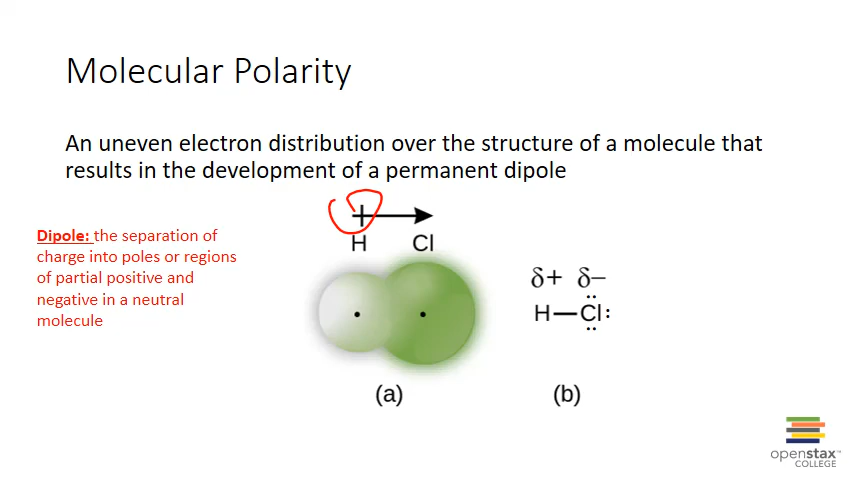 Molecular Polarity
An uneven electron distribution over the structure of a molecule that
results in the development of a permanent dipole
Dipole: the separation of
charge into poles or regions
of partial positive and
negative in a neutral
molecule
H Cl
(a)
δ+ δ−
H—Cl:
(b)
openstax™
COLLEGE